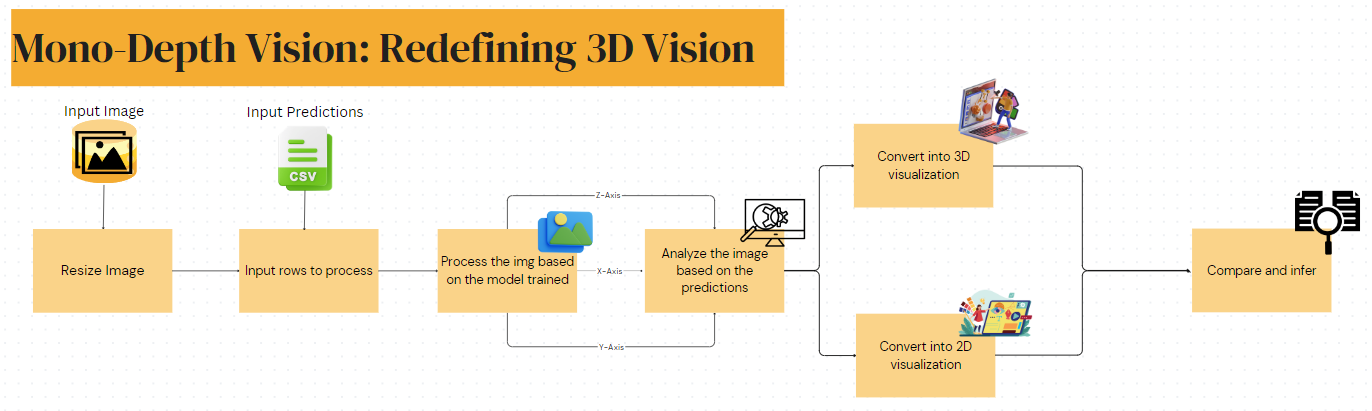 Mono-Depth Vision: Redefining 3D Vision
Input Image
Input Predictions
CSV
Resize Image
Input rows to process
Process the img based
on the model trained
Z-Axis
X-Axis
Y-Axis
Analyze the image
based on the
predictions
Convert into 3D
visualization
Convert into 2D
visualization
Compare and infer